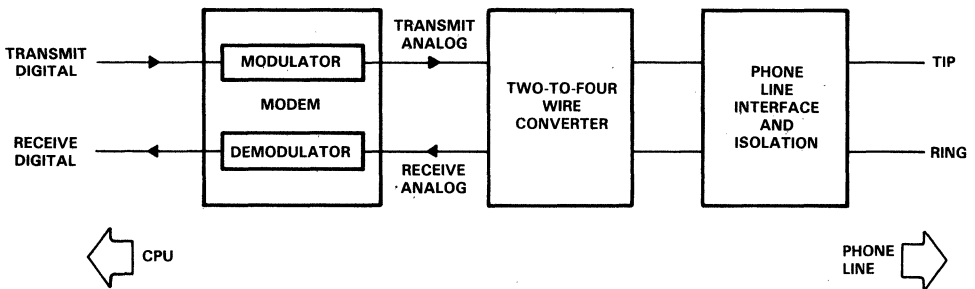 TRANSMIT
DIGITAL
RECEIVE
DIGITAL
MODULATOR
MODEM
DEMODULATOR
TRANSMIT
ANALOG
RECEIVE
ANALOG
TWO-TO-FOUR
WIRE
CONVERTER
PHONE
LINE
INTERFACE
AND
ISOLATION
TIP
RING
CPU
PHONE
LINE